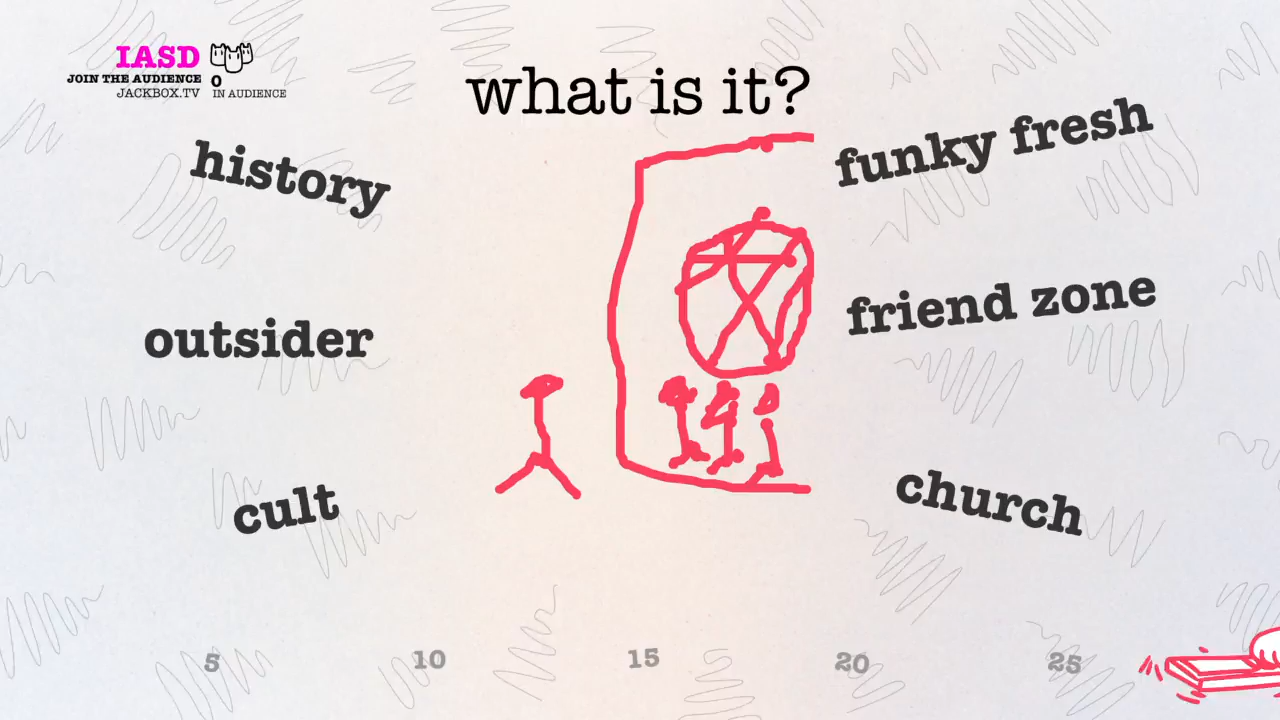 IASD
JOIN THE AUDIENCE
JACKBOX.TV
0
IN AUDIENCE
what is it?
history
funky fresh
outsider
friend zone
cult
church
5 10 15 20 25